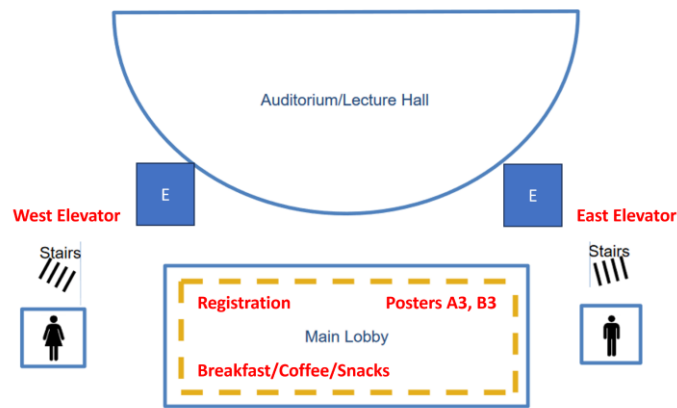 Auditorium/Lecture Hall
E
E
West Elevator
East Elevator
Stairs
Stairs
Registration
Posters A3, B3
Main Lobby
Breakfast/Coffee/Snacks